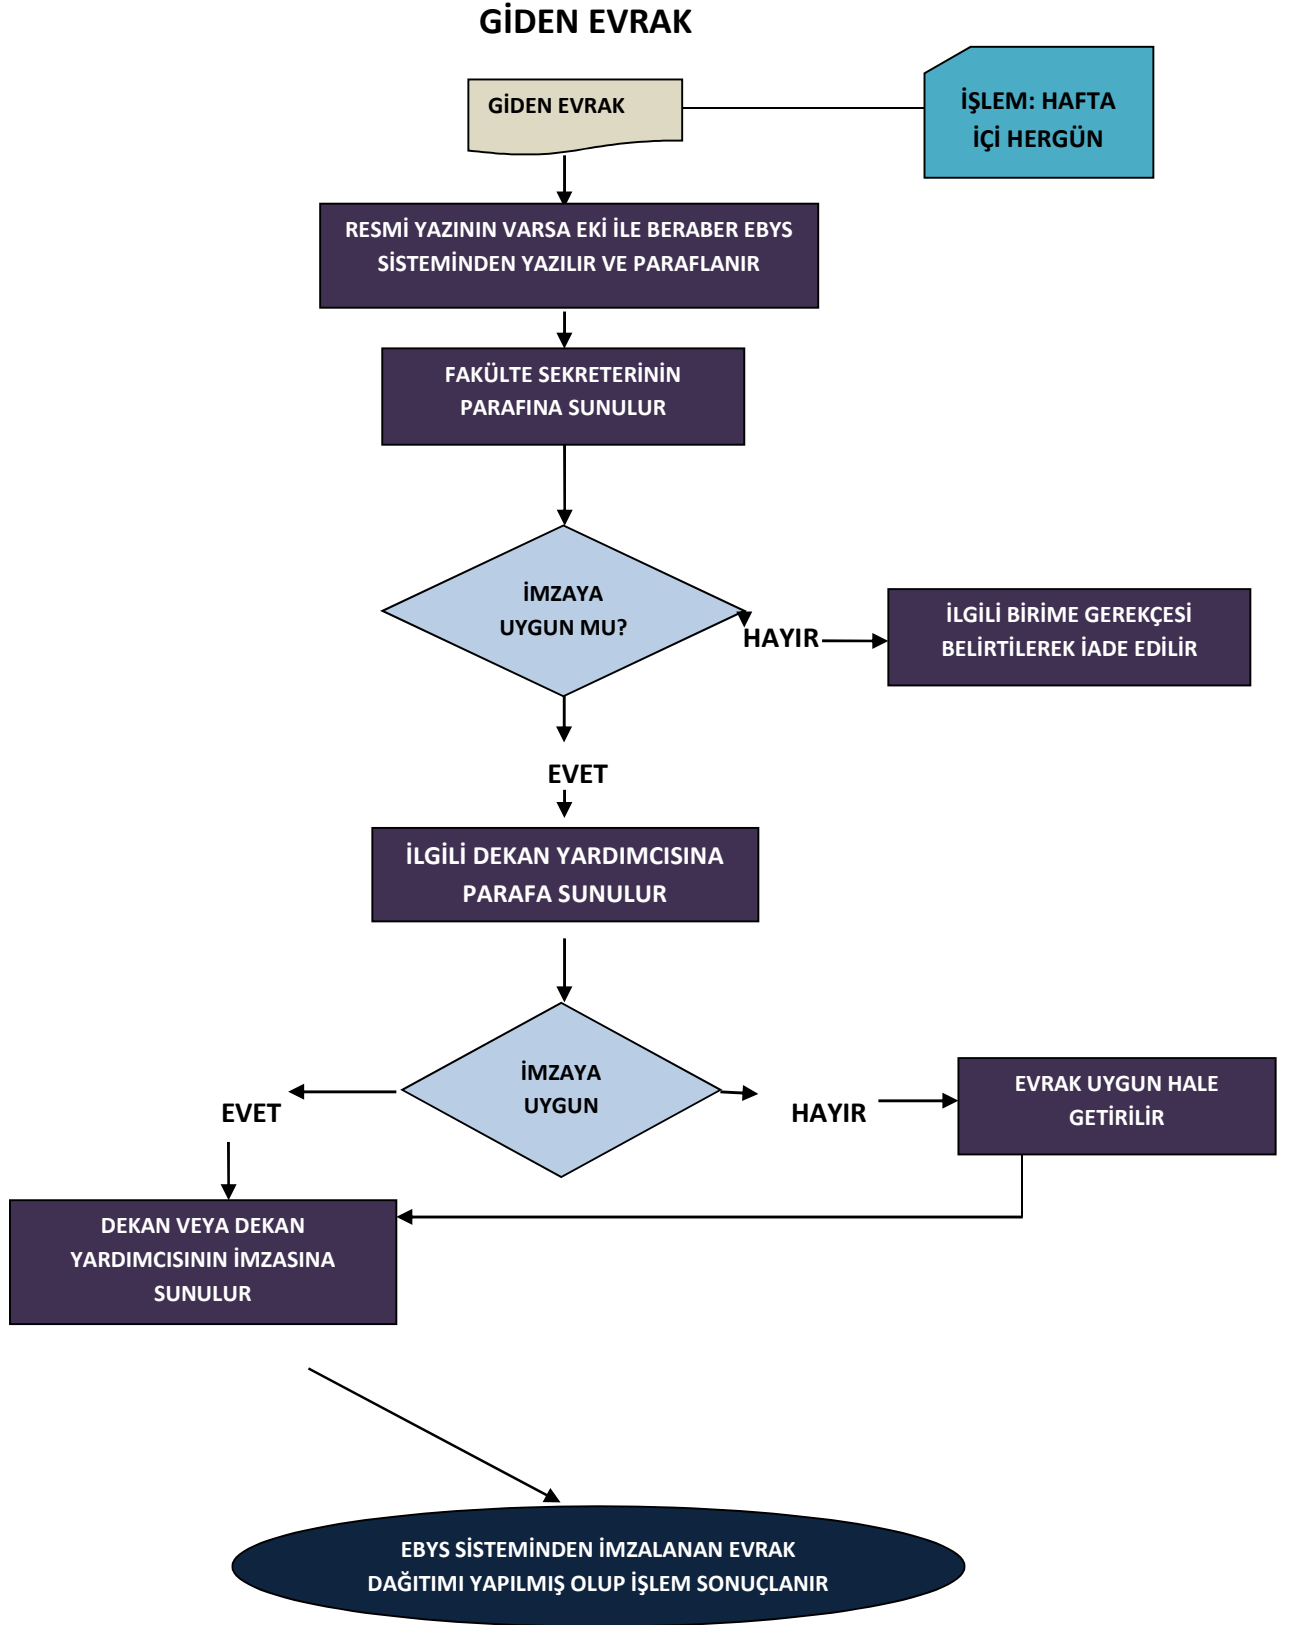 GİDEN EVRAK
GİDEN EVRAK
İŞLEM: HAFTA
İÇİ HERGÜN
RESMİ YAZININ VARSA EKİ İLE BERABER EBYS
SİSTEMİNDEN YAZILIR VE PARAFLANIR
FAKÜLTE SEKRETERİNİN
PARAFINA SUNULUR
İMZAYA
UYGUN MU?
HAYIR
İLGİLİ BİRİME GEREKÇESİ
BELİRTİLEREK İADE EDİLİR
EVET
İLGİLİ DEKAN YARDIMCISINA
PARAFA SUNULUR
İMZAYA
UYGUN
EVET
HAYIR
EVRAK UYGUN HALE
GETİRİLİR
DEKAN VEYA DEKAN
YARDIMCISININ İMZASINA
SUNULUR
EBYS SİSTEMİNDEN İMZALANAN EVRAK
DAĞITIMI YAPILMIŞ OLUP İŞLEM SONUÇLANIR